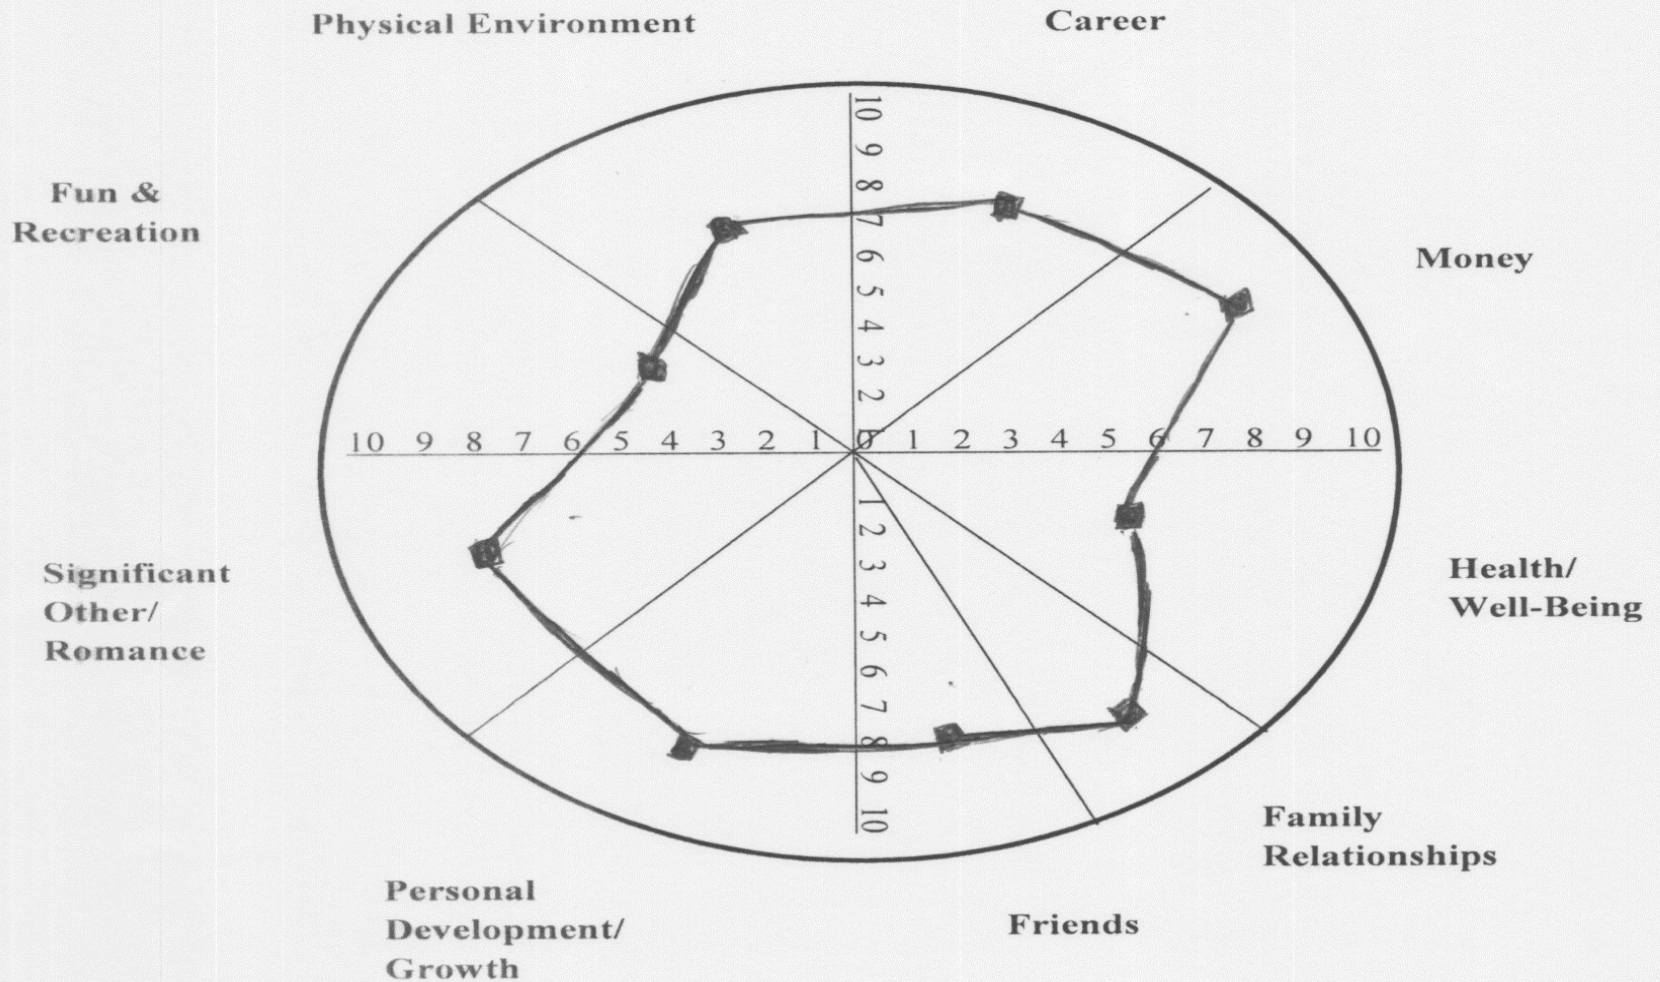 Physical Environment
Career
Fun &
Recreation
Money
10
9
8
7
6
5
4
3
2
10 9 8 7 6 5 4 3 2 1 0 1 2 3 4 5 6 7 8 9 10
1
2
3
4
5
6
7
8
9
10
Significant
Other/
Romance
Health/
Well-Being
Family
Relationships
Personal
Development/
Growth
Friends